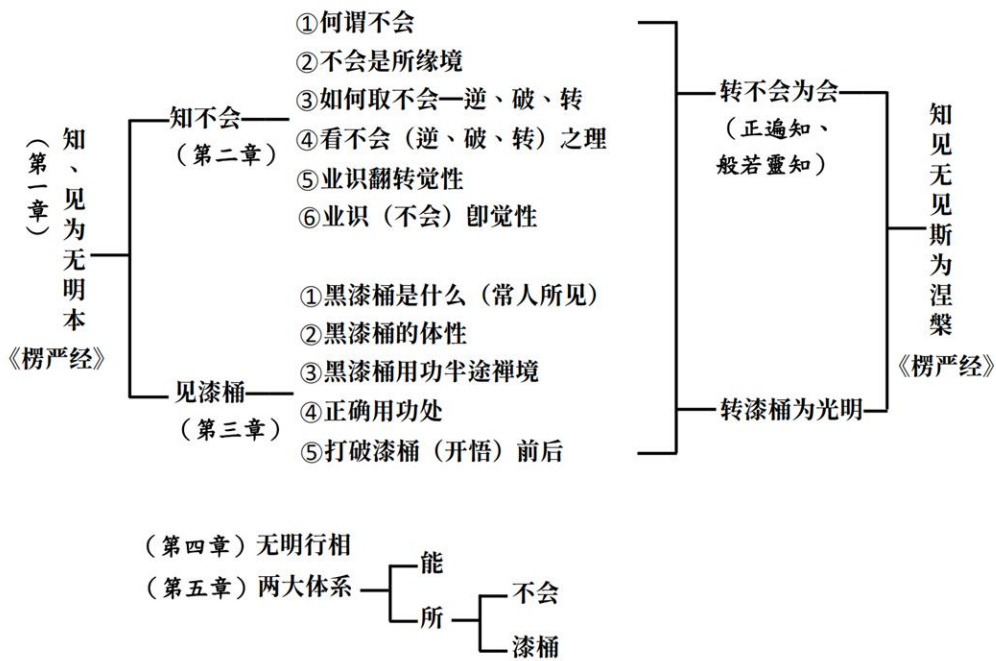 知、见为无明本
（第一章）
《楞严经》
知不会
（第二章）
①何谓不会
②不会是所缘境
③如何取不会—逆、破、转
④看不会（逆、破、转）之理
⑤业识翻转觉性
⑥业识（不会）卽觉性
见漆桶
（第三章）
①黑漆桶是什么（常人所见）
②黑漆桶的体性
③黑漆桶用功半途禅境
④正确用功处
⑤打破漆桶（开悟）前后
转不会为会
（正遍知、
般若靈知）
转漆桶为光明
知见无见斯为涅槃
《楞严经》
（第四章）无明行相
（第五章）两大体系
能
所
不会
漆桶